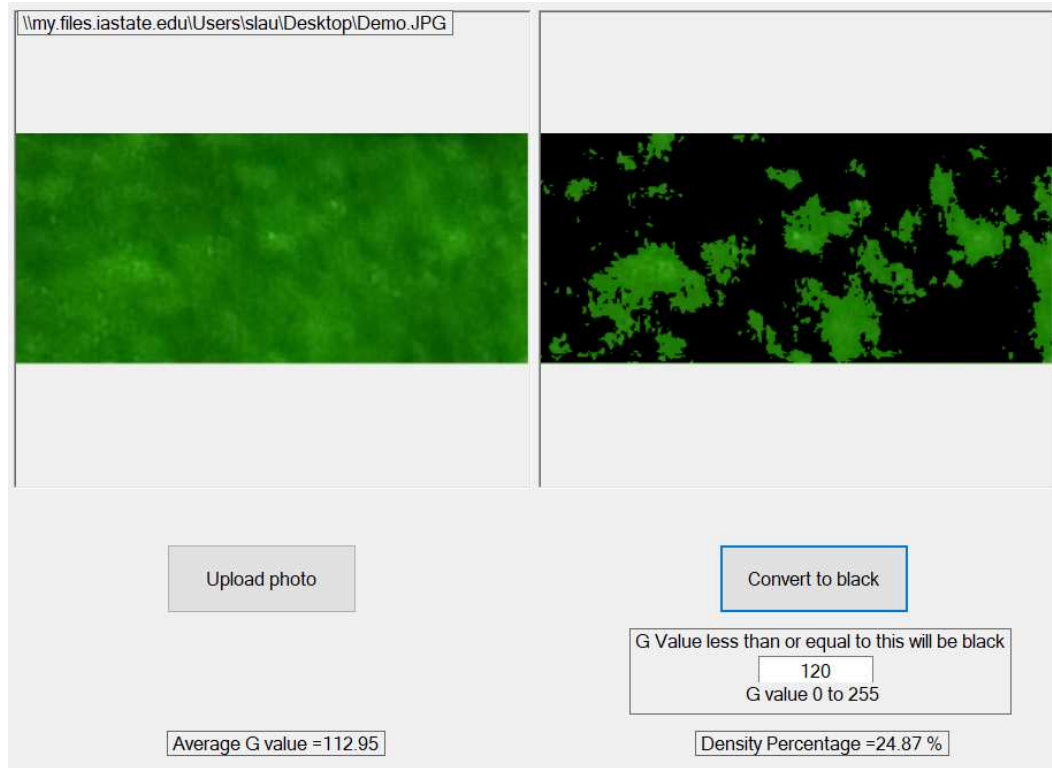 \\my.files.iastate.edu\Users\slau\Desktop\Demo.JPG
Upload photo
Convert to black
G Value less than or equal to this will be black
120
G value 0 to 255
Average G value =112.95
Density Percentage =24.87 %